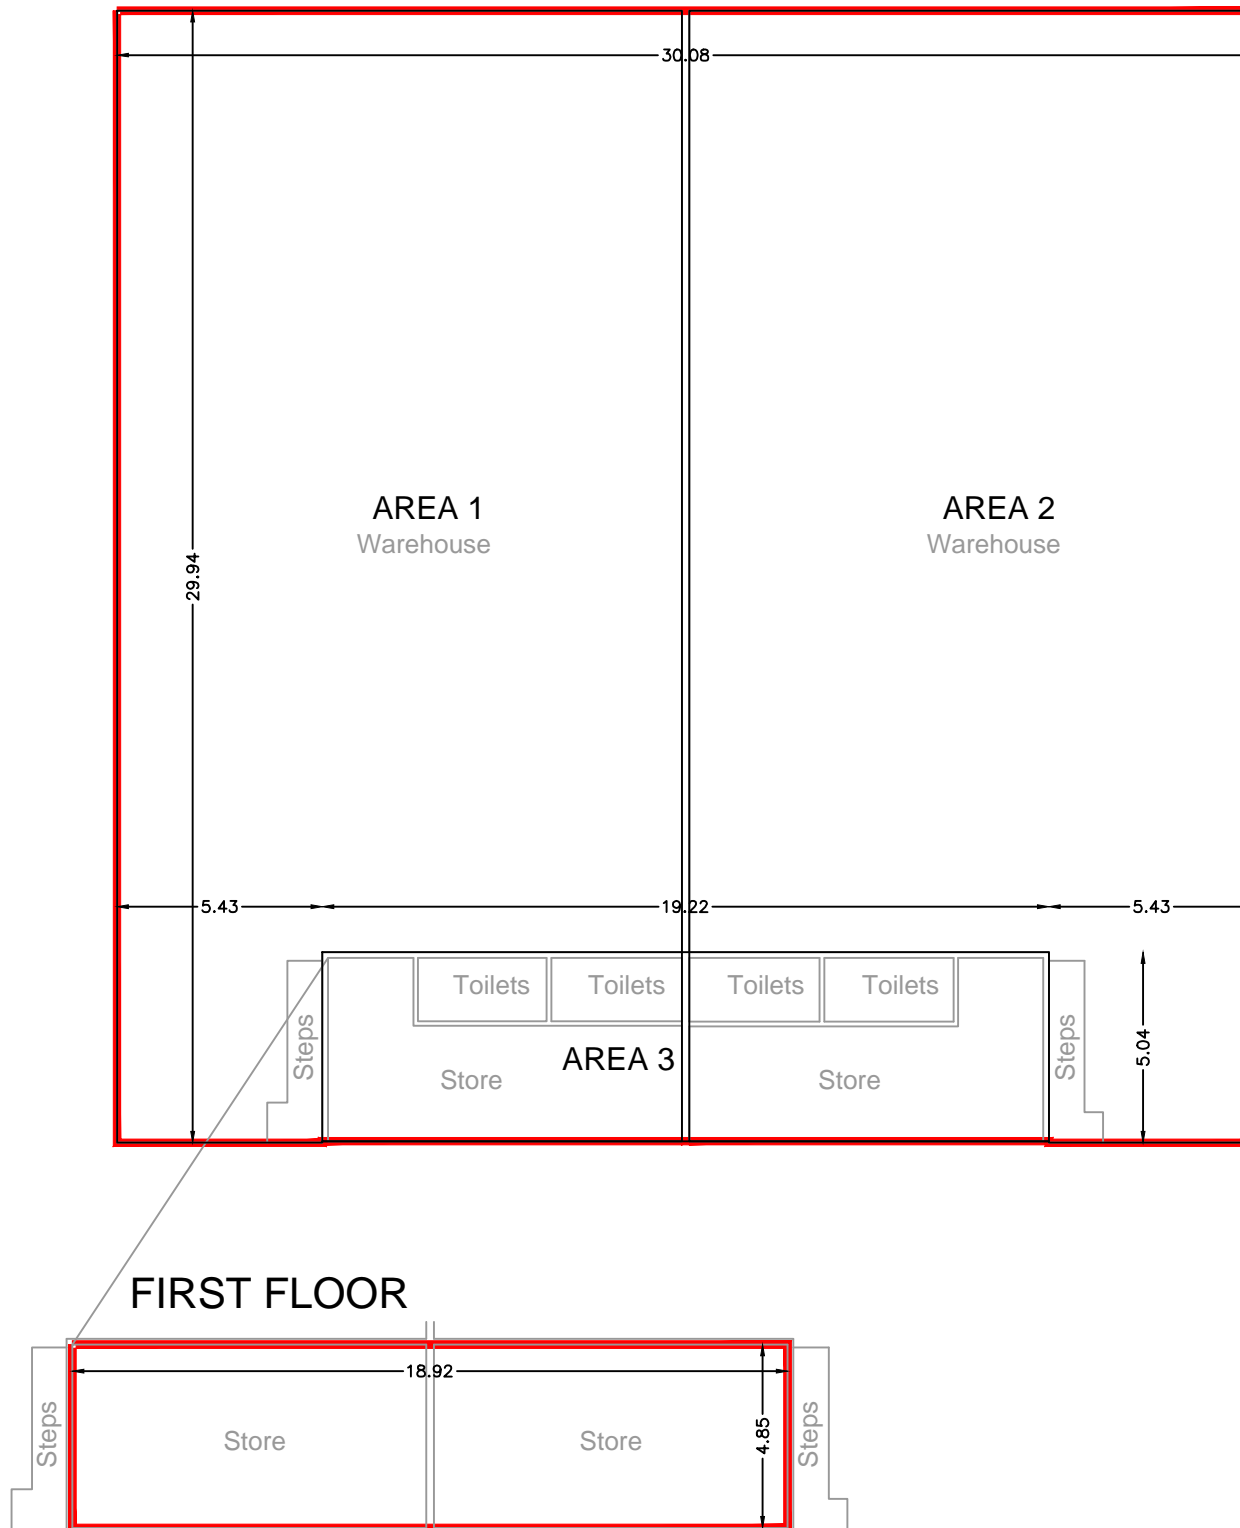 30.08
AREA 1
Warehouse
AREA 2
Warehouse
29.94
5.43
19.22
5.43
Toilets
Toilets
Toilets
Toilets
Steps
AREA 3
Steps
5.04
Store
Store
FIRST FLOOR
18.92
Steps
Store
Store
4.85
Steps